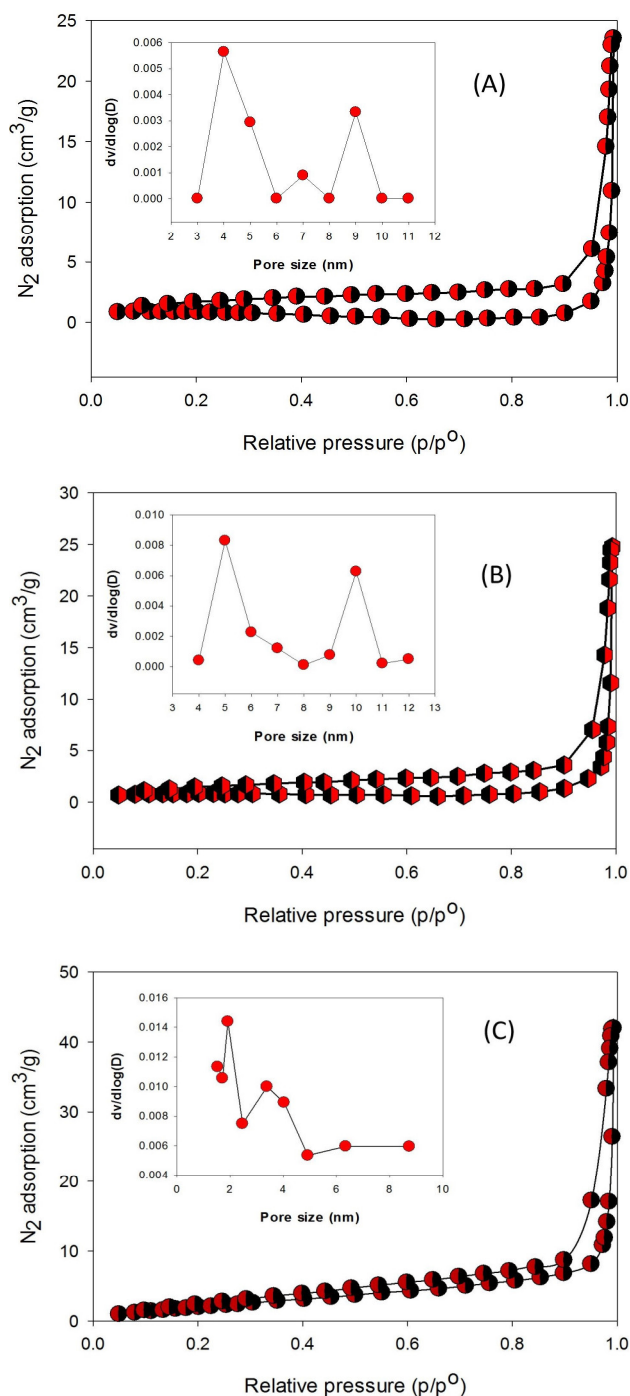 25
20
15
10
5
0
N2 adsorption (cm3/g)
0.006
0.005
0.004
0.003
0.002
0.001
0.000
dv/dlog(D)
2 3 4 5 6 7 8 9 10 11 12
Pore size (nm)
(A)
0.0 0.2 0.4 0.6 0.8 1.0
Relative pressure (p/po)
30
25
20
15
10
5
0
N2 adsorption (cm3/g)
0.010
0.008
0.006
0.004
0.002
0.000
dv/dlog(D)
3 4 5 6 7 8 9 10 11 12 13
Pore size (nm)
(B)
0.0 0.2 0.4 0.6 0.8 1.0
Relative pressure (p/po)
50
40
30
20
10
0
N2 adsorption (cm3/g)
0.016
0.014
0.012
0.010
0.008
0.006
0.004
dv/dlog(D)
0 2 4 6 8 10
Pore size (nm)
(C)
0.0 0.2 0.4 0.6 0.8 1.0
Relative pressure (p/po)